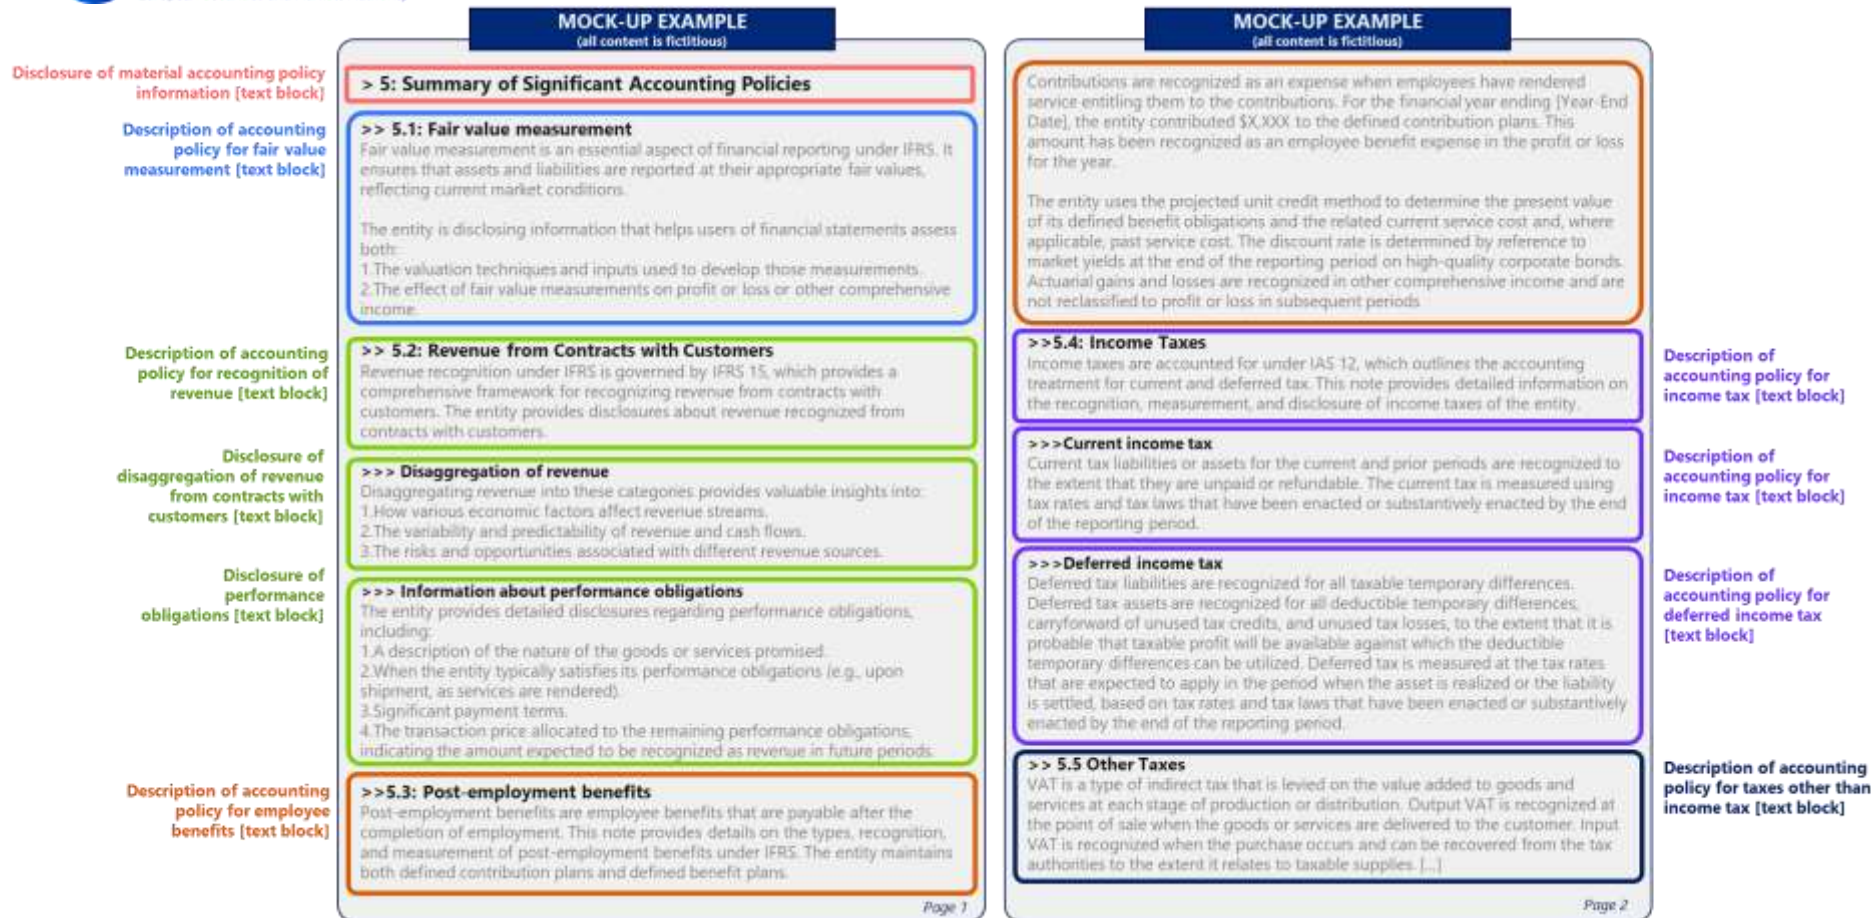 MOCK-UP EXAMPLE
(all content is fictitious)
Disclosure of material accounting policy
information [text block]
> 5: Summary of Significant Accounting Policies
Description of accounting
policy for fair value
measurement [text block]
>> 5.1: Fair value measurement
Fair value measurement is an essential aspect of financial reporting under IFRS. It
ensures that assets and liabilities are reported at their appropriate fair values,
reflecting current market conditions.
The entity is disclosing information that helps users of financial statements assess
both:
1.The valuation techniques and inputs used to develop those measurements.
2.The effect of fair value measurements on profit or loss or other comprehensive
income.
Description of accounting
policy for recognition of
revenue [text block]
>> 5.2: Revenue from Contracts with Customers
Revenue recognition under IFRS is governed by IFRS 15, which provides a
comprehensive framework for recognizing revenue from contracts with
customers. The entity provides disclosures about revenue recognized from
contracts with customers.
Disclosure of
disaggregation of revenue
from contracts with
customers [text block]
>>> Disaggregation of revenue
Disaggregating revenue into these categories provides valuable insights into:
1.How various economic factors affect revenue streams.
2.The variability and predictability of revenue and cash flows.
3.The risks and opportunities associated with different revenue sources.
Disclosure of
performance
obligations [text block]
>>> Information about performance obligations
The entity provides detailed disclosures regarding performance obligations,
including:
1.A description of the nature of the goods or services promised.
2.When the entity typically satisfies its performance obligations (e.g., upon
shipment, as services are rendered).
3.Significant payment terms.
4.The transaction price allocated to the remaining performance obligations,
indicating the amount expected to be recognized as revenue in future periods.
Description of accounting
policy for employee
benefits [text block]
>>5.3: Post-employment benefits
Post-employment benefits are employee benefits that are payable after the
completion of employment. This note provides details on the types, recognition,
and measurement of post-employment benefits under IFRS. The entity maintains
both defined contribution plans and defined benefit plans.
Page 1
MOCK-UP EXAMPLE
(all content is fictitious)
Contributions are recognized as an expense when employees have rendered
service entitling them to the contributions. For the financial year ending [Year-End
Date], the entity contributed $X,XXX to the defined contribution plans. This
amount has been recognized as an employee benefit expense in the profit or loss
for the year.
The entity uses the projected unit credit method to determine the present value
of its defined benefit obligations and the related current service cost and, where
applicable, past service cost. The discount rate is determined by reference to
market yields at the end of the reporting period on high-quality corporate bonds.
Actuarial gains and losses are recognized in other comprehensive income and are
not reclassified to profit or loss in subsequent periods
>>5.4: Income Taxes
Income taxes are accounted for under IAS 12, which outlines the accounting
treatment for current and deferred tax. This note provides detailed information on
the recognition, measurement, and disclosure of income taxes of the entity.
Description of
accounting policy for
income tax [text block]
>>>Current income tax
Current tax liabilities or assets for the current and prior periods are recognized to
the extent that they are unpaid or refundable. The current tax is measured using
tax rates and tax laws that have been enacted or substantively enacted by the end
of the reporting period.
Description of
accounting policy for
income tax [text block]
>>>Deferred income tax
Deferred tax liabilities are recognized for all taxable temporary differences.
Deferred tax assets are recognized for all deductible temporary differences,
carryforward of unused tax credits, and unused tax losses, to the extent that it is
probable that taxable profit will be available against which the deductible
temporary differences can be utilized. Deferred tax is measured at the tax rates
that are expected to apply in the period when the asset is realized or the liability
is settled, based on tax rates and tax laws that have been enacted or substantively
enacted by the end of the reporting period.
Description of
accounting policy for
deferred income tax
[text block]
>> 5.5 Other Taxes
VAT is a type of indirect tax that is levied on the value added to goods and
services at each stage of production or distribution. Output VAT is recognized at
the point of sale when the goods or services are delivered to the customer. Input
VAT is recognized when the purchase occurs and can be recovered from the tax
authorities to the extent it relates to taxable supplies. [...]
Description of accounting
policy for taxes other than
income tax [text block]
Page 2